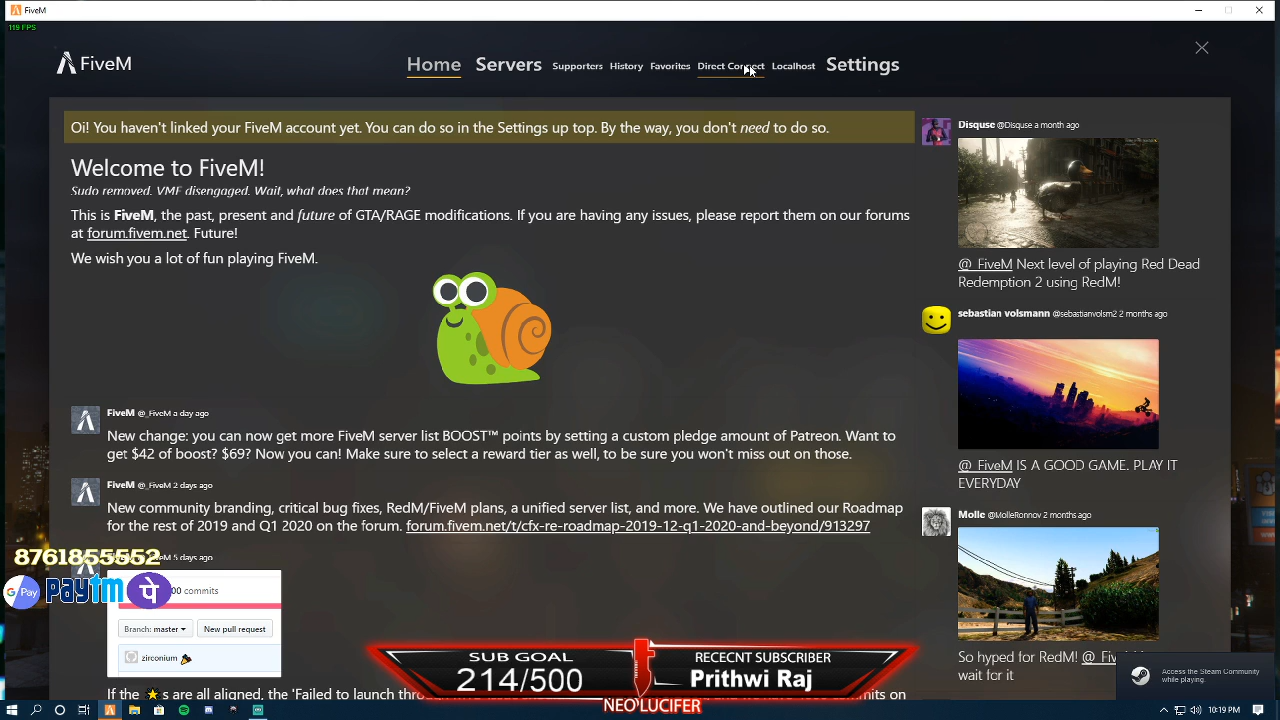 FiveM
119 FPS
FiveM
Home Servers Supporters History Favorites Direct Connect Localhost Settings
Oi! You haven't linked your FiveM account yet. You can do so in the Settings up top. By the way, you don't need to do so.
Welcome to FiveM!
Sudo removed. VMF disengaged. Wait, what does that mean?
This is FiveM, the past, present and future of GTA/RAGE modifications. If you are having any issues, please report them on our forums
at forum.fivem.net. Future!
We wish you a lot of fun playing FiveM.
FiveM @_FiveM a day ago
New change: you can now get more FiveM server list BOOST™ points by setting a custom pledge amount of Patreon. Want to
get $42 of boost? $69? Now you can! Make sure to select a reward tier as well, to be sure you won't miss out on those.
FiveM @_FiveM 2 days ago
New community branding, critical bug fixes, RedM/FiveM plans, a unified server list, and more. We have outlined our Roadmap
for the rest of 2019 and Q1 2020 on the forum. forum.fivem.net/t/cfx-re-roadmap-2019-12-q1-2020-and-beyond/913297
8761855552
5 days ago
G Pay Paytm पे
00 commits
Branch: master New pull request
zirconium
If the ⭐s are all aligned, the 'Failed to launch
commits on
Disquse @Disquse a month ago
@_FiveM Next level of playing Red Dead
Redemption 2 using RedM!
sebastian volsmann @sebastianvolsm2 2 months ago
@_FiveM IS A GOOD GAME. PLAY IT
EVERYDAY
Molle @MolleRonnov 2 months ago
So hyped for RedM!
wait for it
SUB GOAL
214/500
RECECNT SUBSCRIBER
Prithwi Raj
NEO LUCIFER
Access the Steam Community
while playing.
10:19 PM